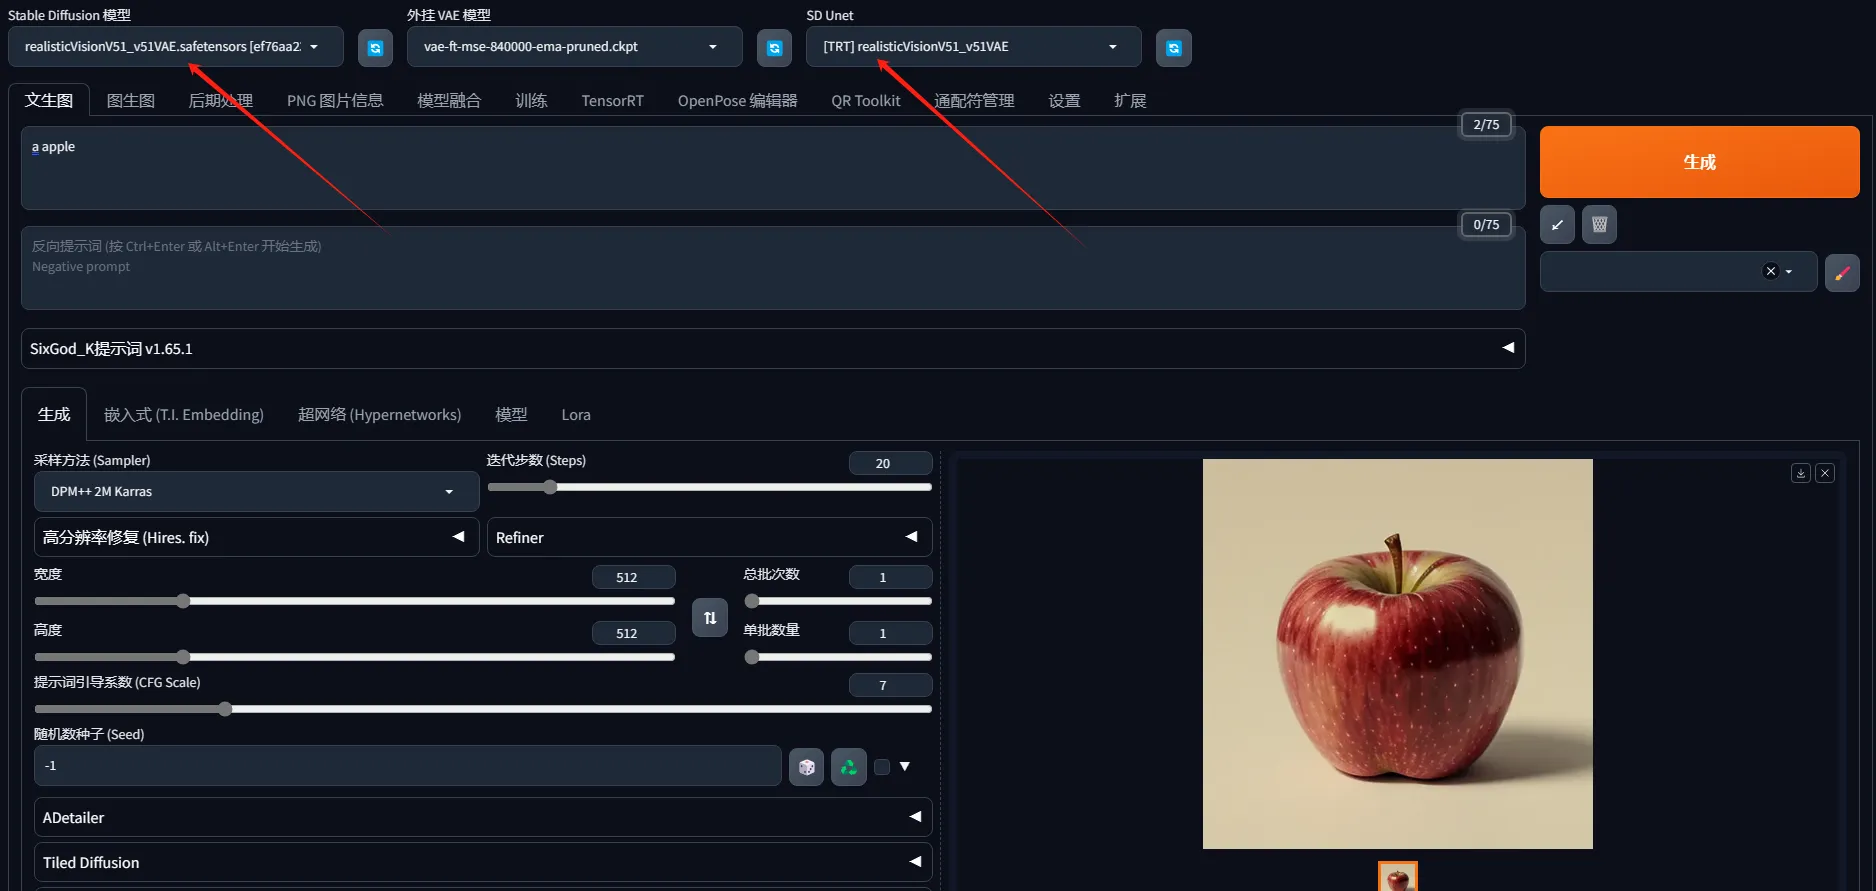 Stable Diffusion 模型
外挂 VAE 模型
SD Unet
realisticVisionV51_v51VAE.safetensors [ef76aa2
vae-ft-mse-840000-ema-pruned.ckpt
[TRT] realisticVisionV51_v51VAE
文生图
图生图
后期处理
PNG 图片信息
模型融合
训练
TensorRT
OpenPose 编辑器
QR Toolkit
通配符管理
设置
扩展
2/75
a apple
生成
0/75
反向提示词 (按 Ctrl+Enter 或 Alt+Enter 开始生成)
Negative prompt
SixGod_K提示词 v1.65.1
生成
嵌入式 (T.I. Embedding)
超网络 (Hypernetworks)
模型
Lora
采样方法 (Sampler)
迭代步数 (Steps)
20
DPM++ 2M Karras
高分辨率修复 (Hires. fix)
Refiner
宽度
512
总批次数
1
高度
512
单批数量
1
提示词引导系数 (CFG Scale)
7
随机数种子 (Seed)
-1
ADetailer
Tiled Diffusion